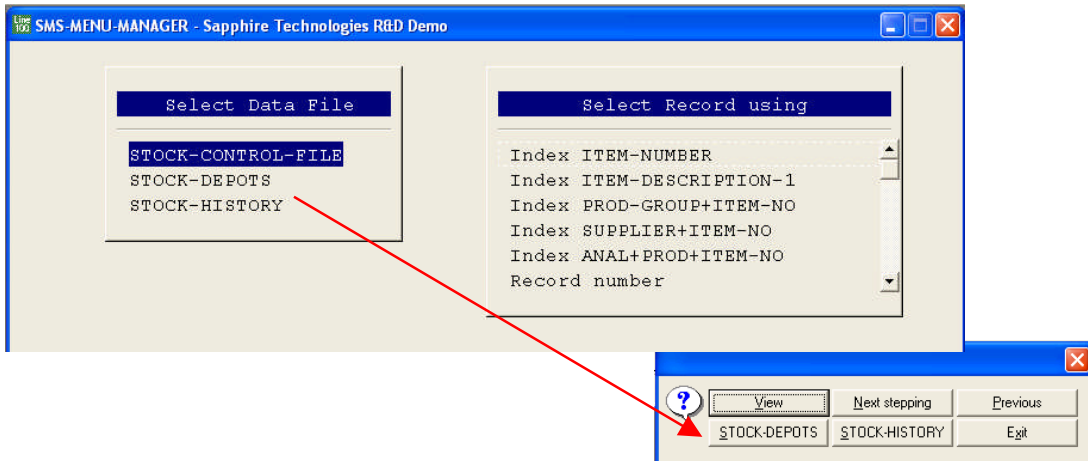 Line 100 SMS-MENU-MANAGER - Sapphire Technologies R&D Demo
Select Data File
STOCK-CONTROL-FILE
STOCK-DEPOTS
STOCK-HISTORY
Select Record using
Index ITEM-NUMBER
Index ITEM-DESCRIPTION-1
Index PROD-GROUP+ITEM-NO
Index SUPPLIER+ITEM-NO
Index ANAL+PROD+ITEM-NO
Record number
? View Next stepping Previous
STOCK-DEPOTS STOCK-HISTORY Exit